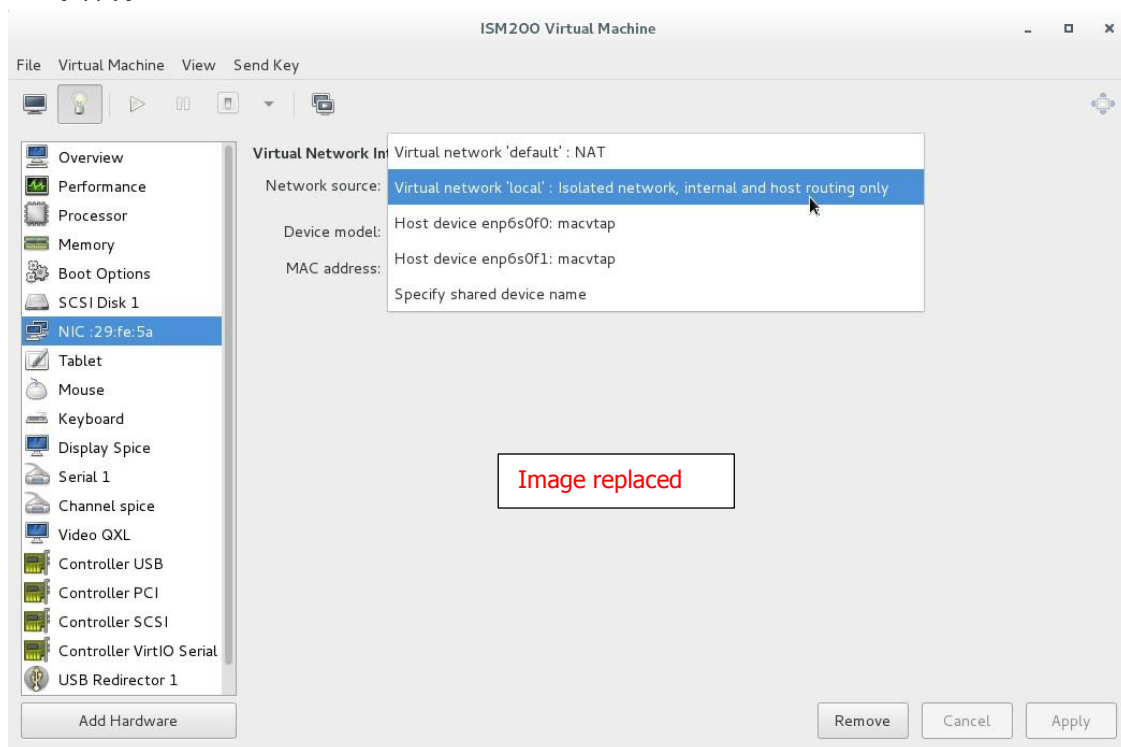 ISM200 Virtual Machine
File Virtual Machine View Send Key
Overview
Performance
Processor
Memory
Boot Options
SCSI Disk 1
NIC :29:fe:5a
Tablet
Mouse
Keyboard
Display Spice
Serial 1
Channel spice
Video QXL
Controller USB
Controller PCI
Controller SCSI
Controller VirtIO Serial
USB Redirector 1
Add Hardware
Virtual Network In
Network source:
Device model:
MAC address:
Virtual network 'default' : NAT
Virtual network 'local' : Isolated network, internal and host routing only
Host device enp6s0f0: macvtap
Host device enp6s0f1: macvtap
Specify shared device name
Image replaced
Remove Cancel Apply